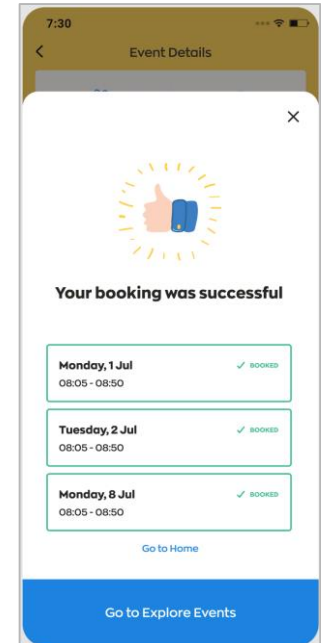 7:30
Event Details
Your booking was successful
Monday, 1 Jul
BOOKED
08:05 - 08:50
Tuesday, 2 Jul
BOOKED
08:05 - 08:50
Monday, 8 Jul
BOOKED
08:05 - 08:50
Go to Home
Go to Explore Events